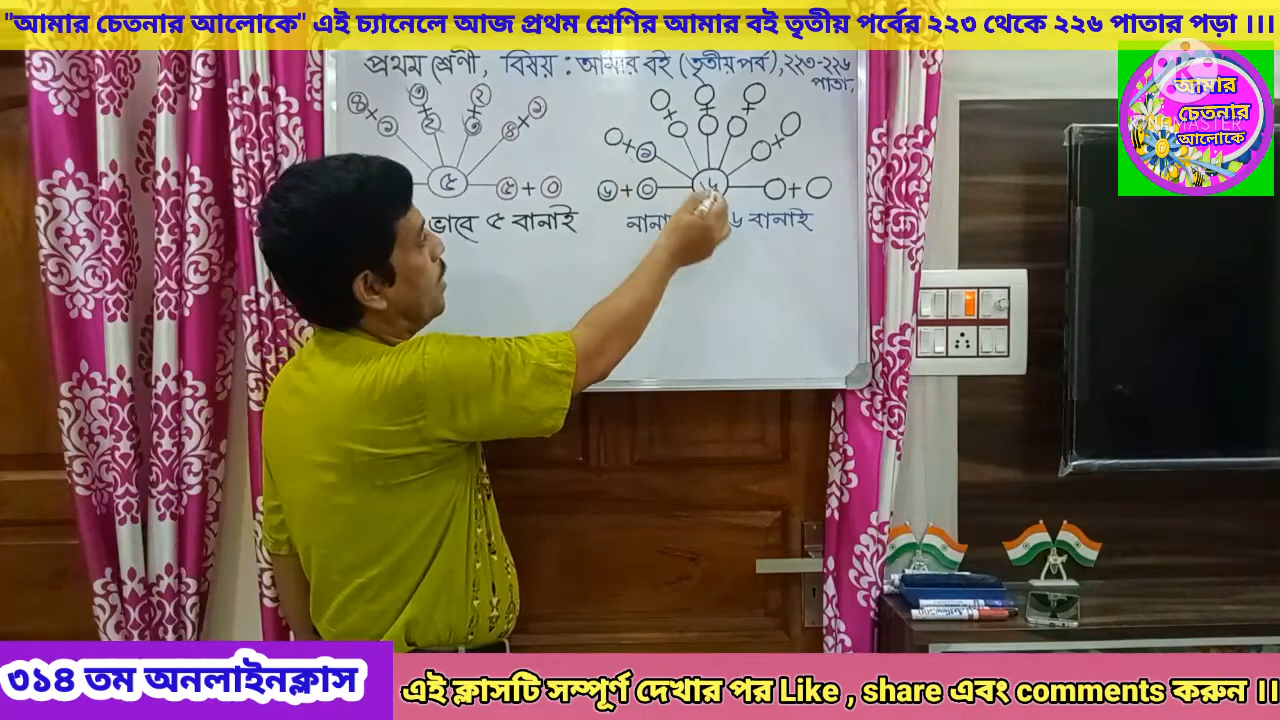 "আমার চেতনার আলোকে" এই চ্যানেলে আজ প্রথম শ্রেণির আমার বই তৃতীয় পর্বের ২২৩ থেকে ২২৬ পাতার পড়া ।।।
প্রথম শ্রেণী, বিষয় : আমার বই (তৃতীয় পর্ব), ২২৩-২২৬
পাতা,
আমার
চেতনার
আলোকে
৪ + ১
৩ + ২
২ + ৩
৪ + ১
৫
৫ + ০
+ ১
৬ + ০
৬
+
ভাবে ৫ বানাই
৬ বানাই
৩১৪ তম অনলাইনক্লাস
এই ক্লাসটি সম্পূর্ণ দেখার পর Like , share এবং comments করুন ।।